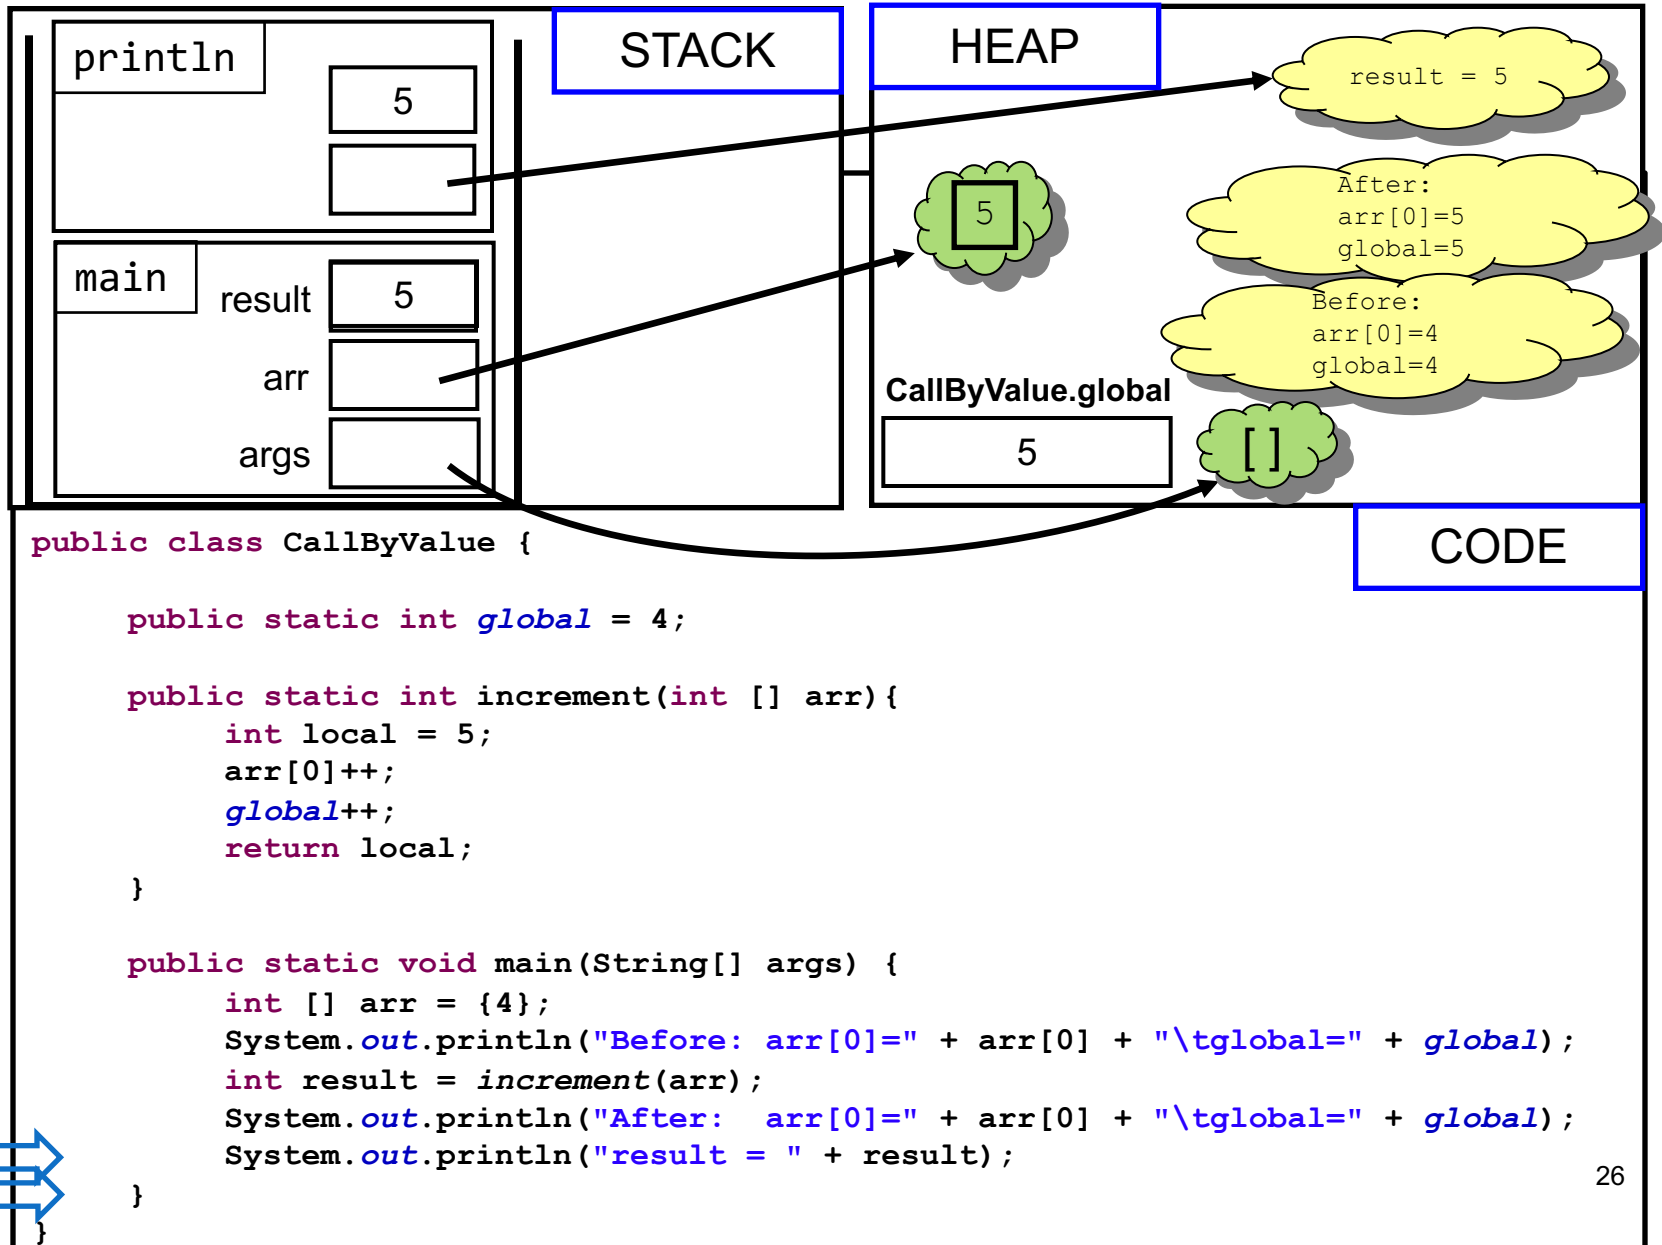 STACK
HEAP
println
5
result = 5
5
After:
arr[0]=5
global=5
main
result
5
Before:
arr[0]=4
global=4
arr
CallByValue.global
args
5
[]
CODE
public class CallByValue {
public static int global = 4;
public static int increment(int [] arr){
int local = 5;
arr[0]++;
global++;
return local;
}
public static void main(String[] args) {
int [] arr = {4};
System.out.println("Before: arr[0]=" + arr[0] + "\tglobal=" + global);
int result = increment(arr);
System.out.println("After:  arr[0]=" + arr[0] + "\tglobal=" + global);
System.out.println("result = " + result);
}
}
26